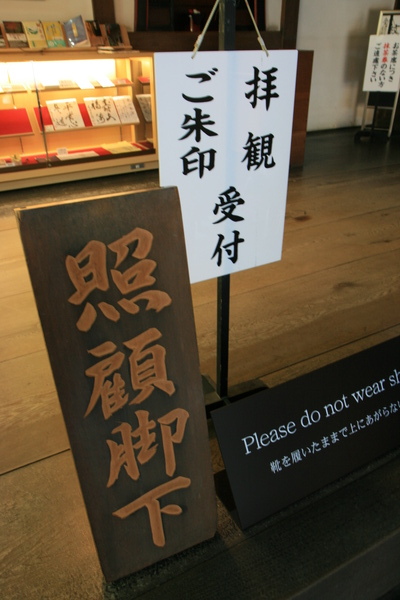 拝観
ご朱印
受付
照顧脚下
Please do not wear sh
靴を履いたままで上にあがらない